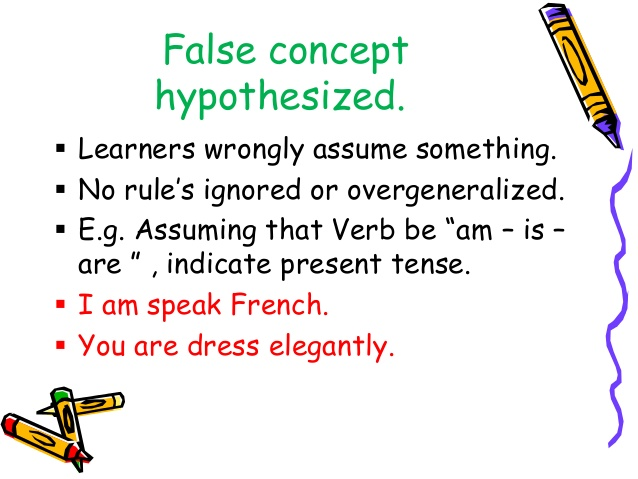 False concept
hypothesized.
▪ Learners wrongly assume something.
▪ No rule's ignored or overgeneralized.
▪ E.g. Assuming that Verb be “am – is –
are ” , indicate present tense.
▪ I am speak French.
▪ You are dress elegantly.